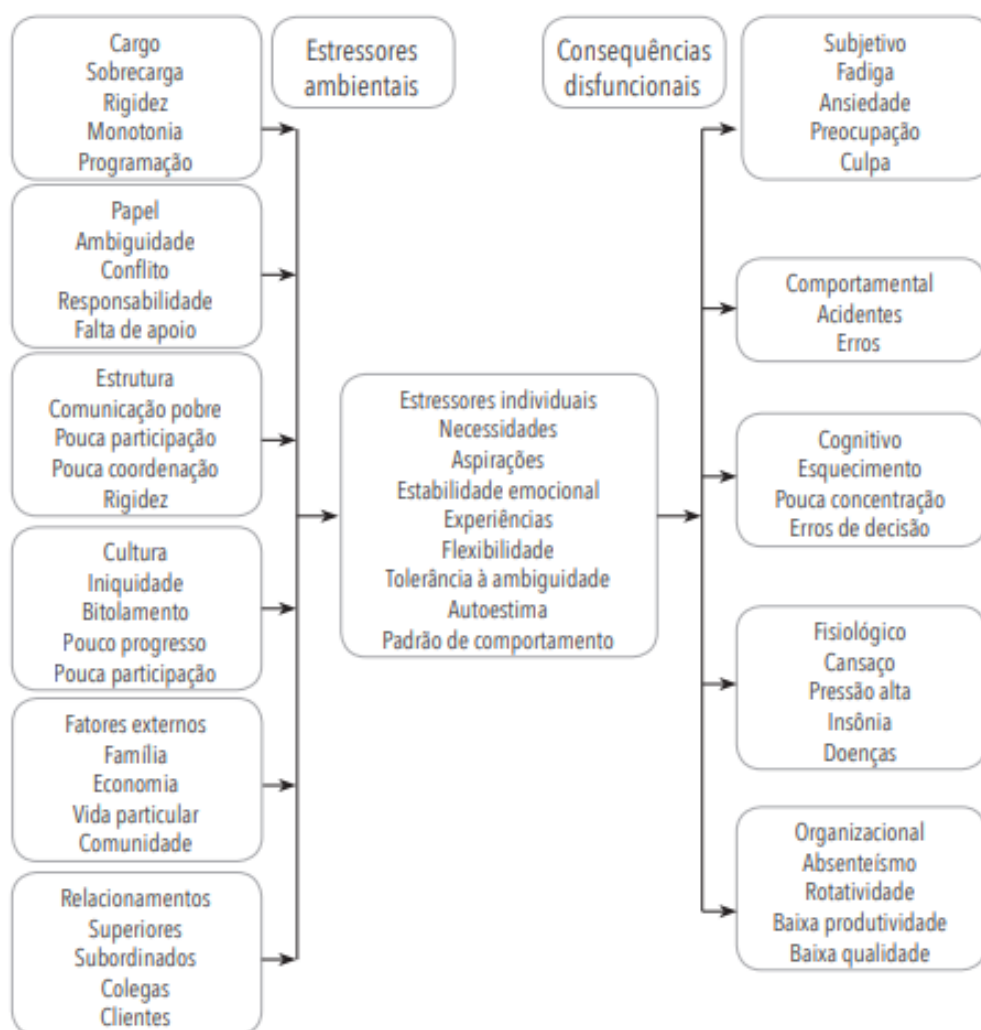 Cargo
Sobrecarga
Rigidez
Monotonia
Programação
Estressores
ambientais
Consequências
disfuncionais
Subjetivo
Fadiga
Ansiedade
Preocupação
Culpa
Papel
Ambiguidade
Conflito
Responsabilidade
Falta de apoio
Comportamental
Acidentes
Erros
Estrutura
Comunicação pobre
Pouca participação
Pouca coordenação
Rigidez
Estressores individuais
Necessidades
Aspirações
Estabilidade emocional
Experiências
Flexibilidade
Tolerância à ambiguidade
Autoestima
Padrão de comportamento
Cognitivo
Esquecimento
Pouca concentração
Erros de decisão
Cultura
Iniquidade
Bitolamento
Pouco progresso
Pouca participação
Fisiológico
Cansaço
Pressão alta
Insônia
Doenças
Fatores externos
Família
Economia
Vida particular
Comunidade
Organizacional
Absenteísmo
Rotatividade
Baixa produtividade
Baixa qualidade
Relacionamentos
Superiores
Subordinados
Colegas
Clientes